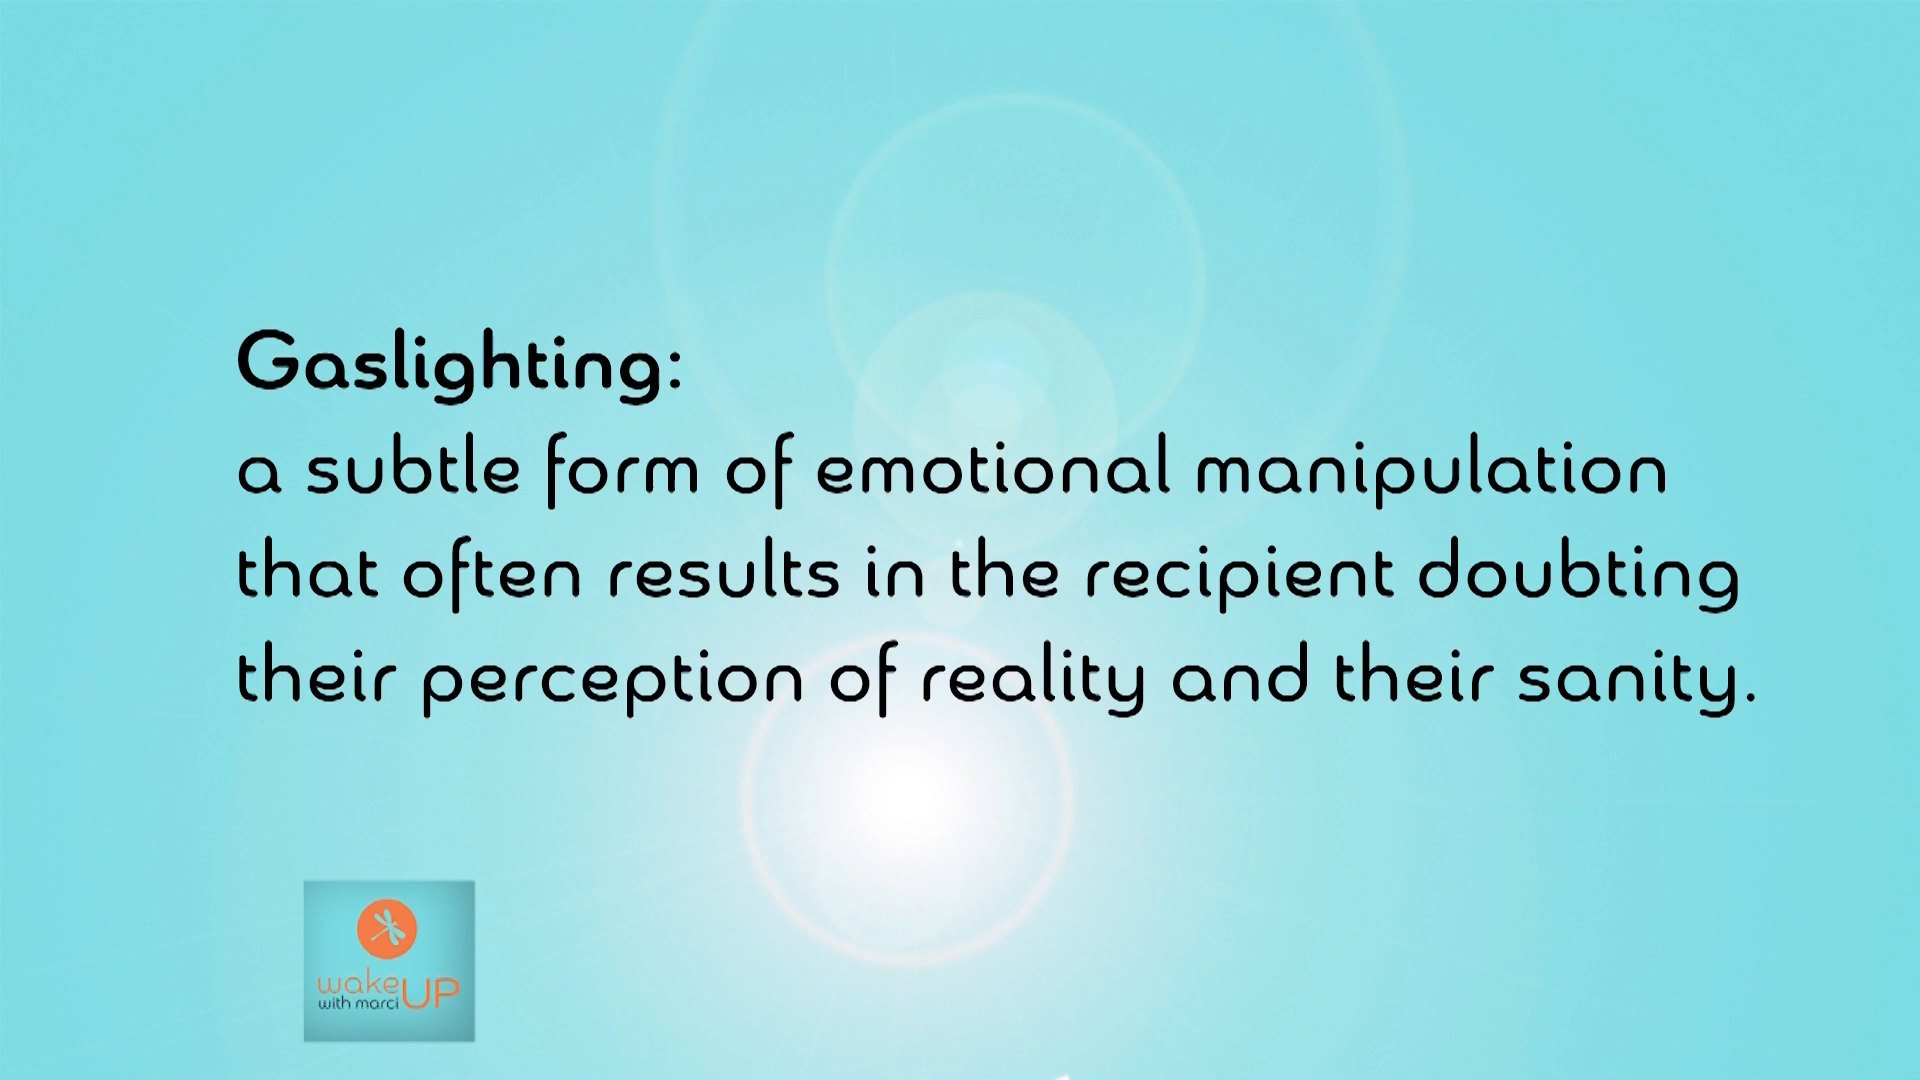 Gaslighting:
a subtle form of emotional manipulation
that often results in the recipient doubting
their perception of reality and their sanity.
wake UP
with marci